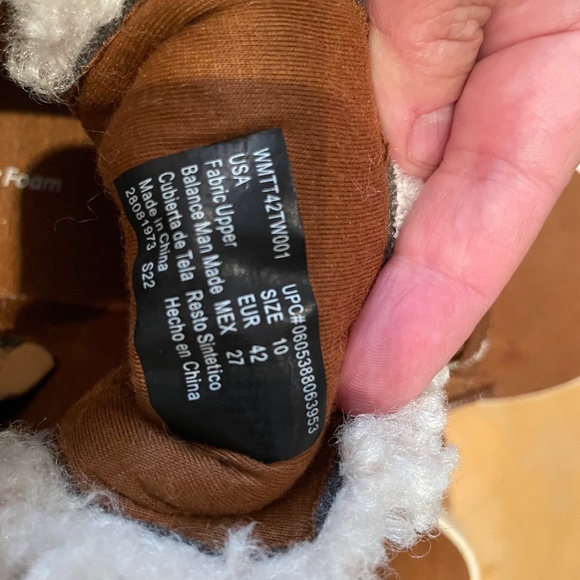 WMTT42TW001 UPC#0605388063953
USA SIZE 10
Fabric Upper EUR 42
Balance Man Made MEX 27
Cubierta de Tela Resto Sintetico
Made in China Hecho en China
28081973 S22
Foam